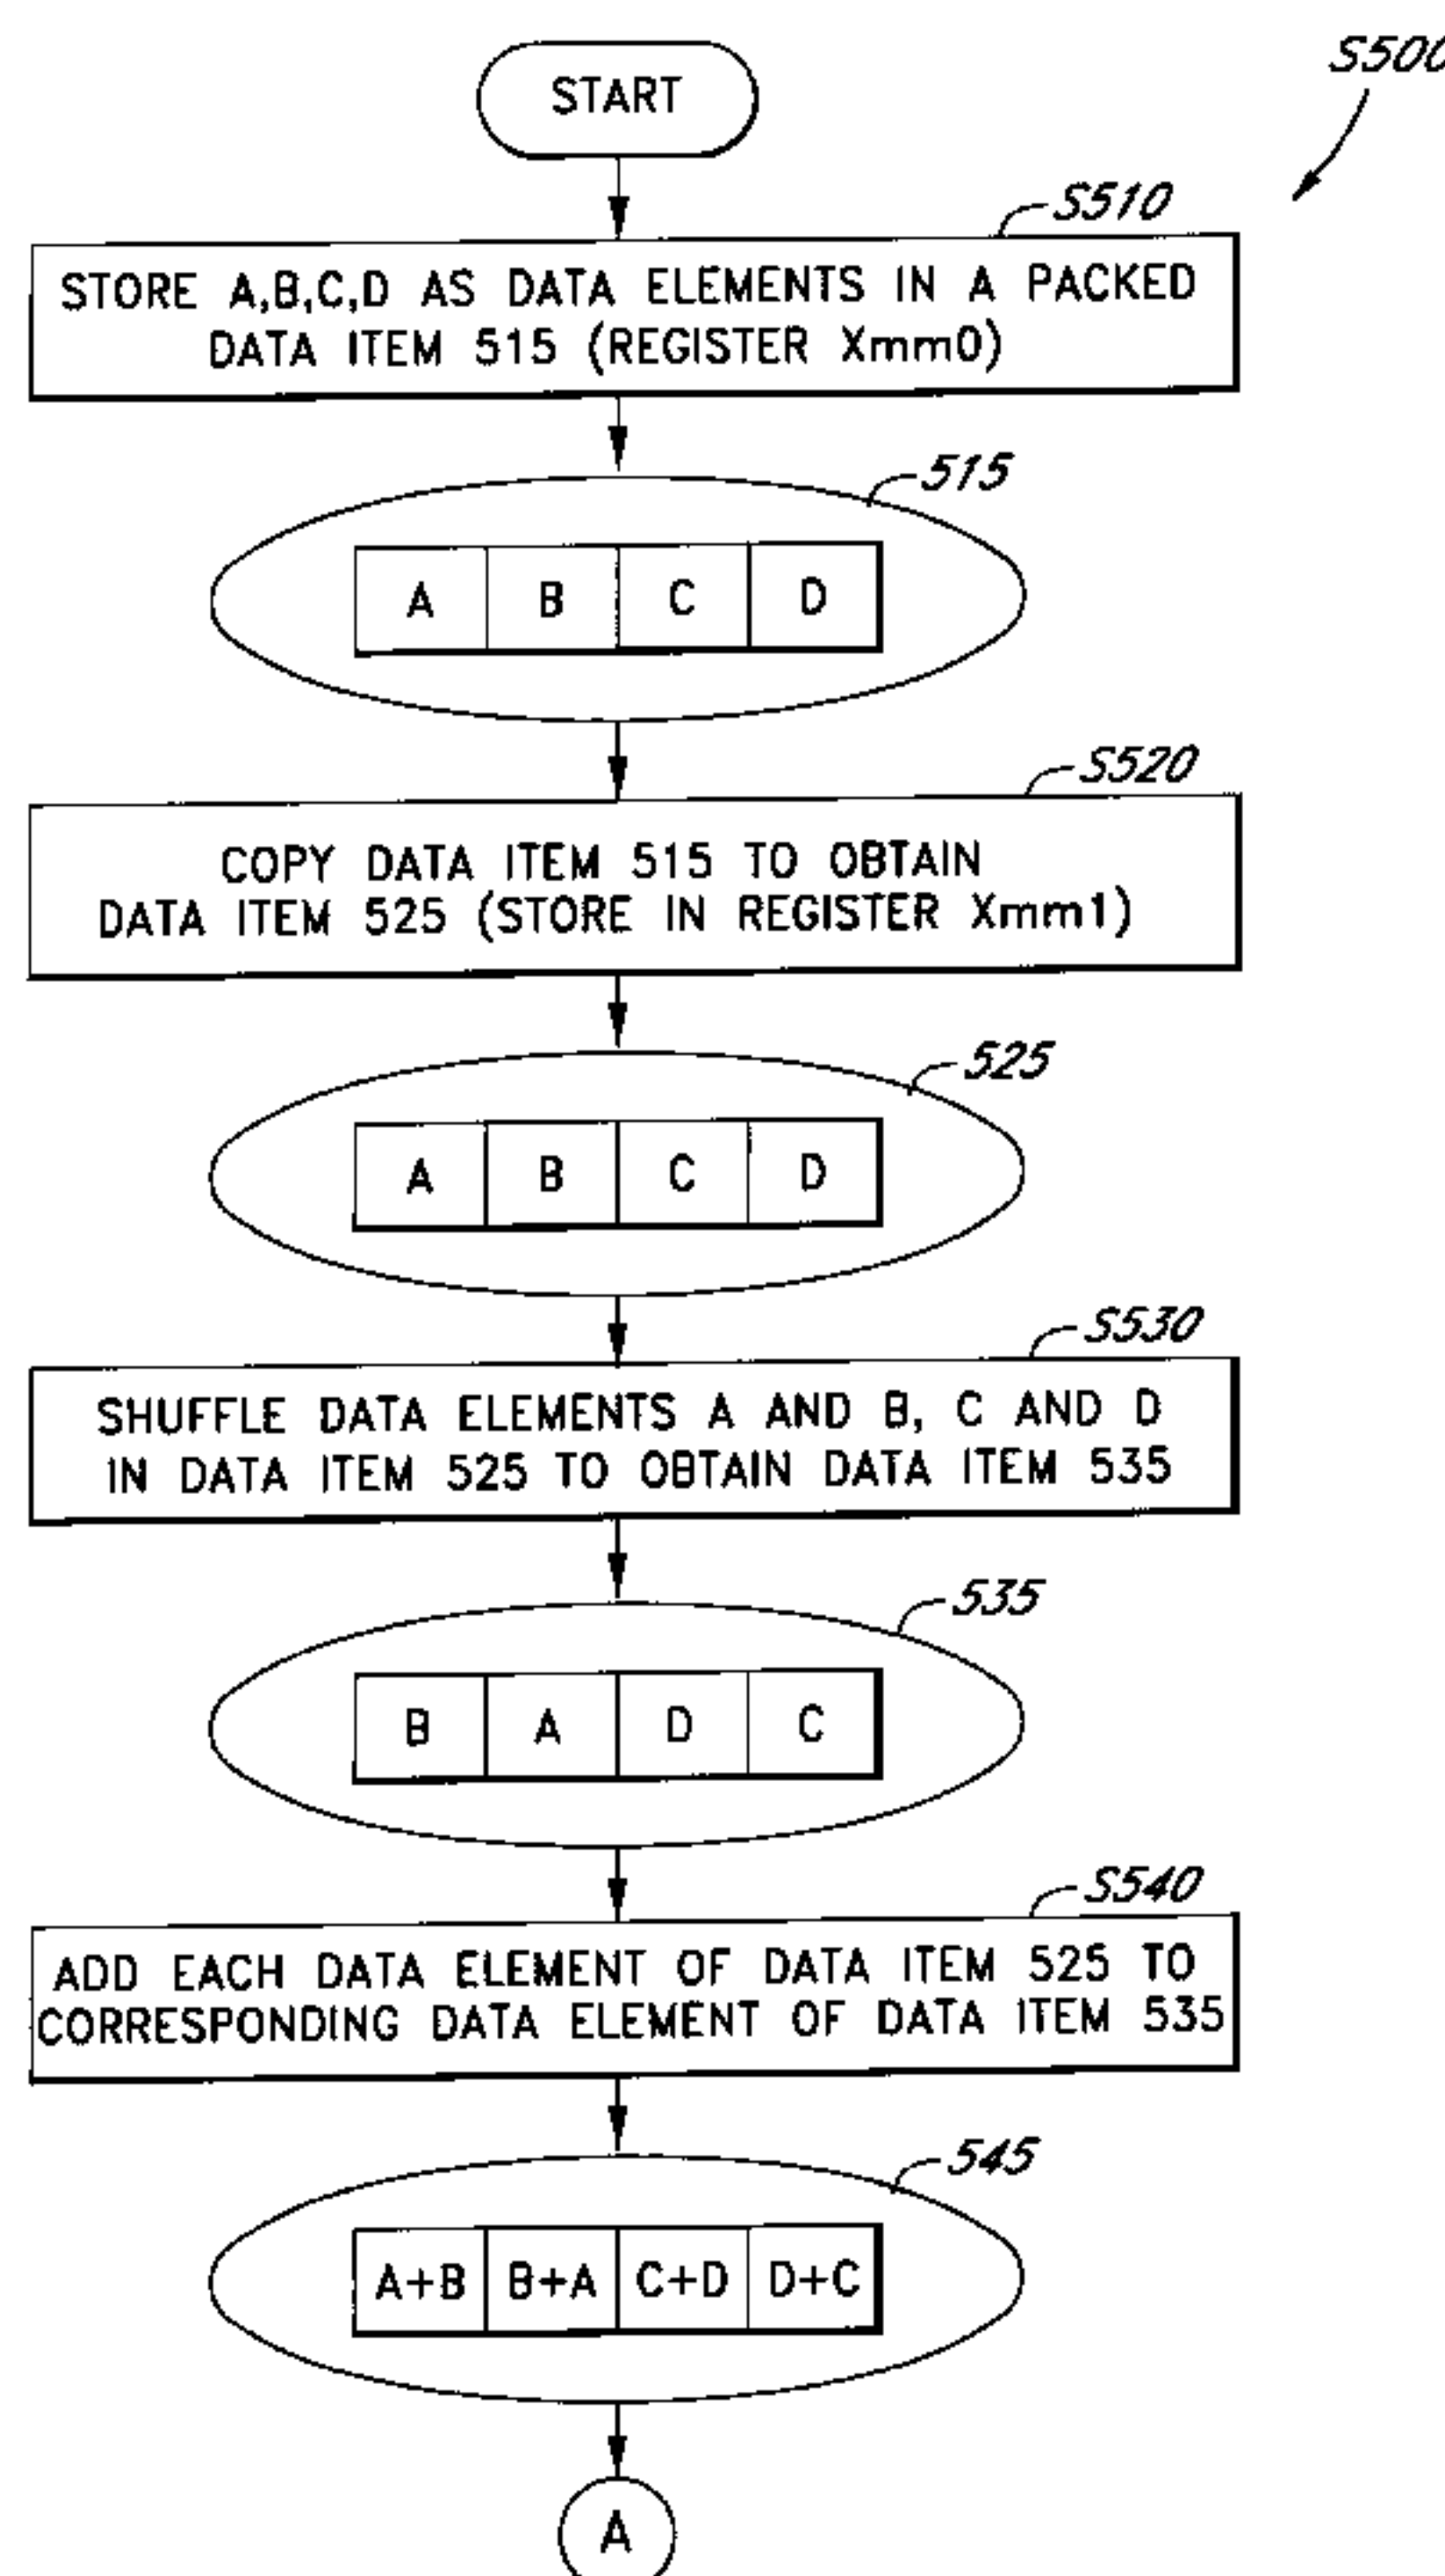 START
S500
S510
STORE A,B,C,D AS DATA ELEMENTS IN A PACKED
DATA ITEM 515 (REGISTER Xmm0)
515
A B C D
S520
COPY DATA ITEM 515 TO OBTAIN
DATA ITEM 525 (STORE IN REGISTER Xmm1)
525
A B C D
S530
SHUFFLE DATA ELEMENTS A AND B, C AND D
IN DATA ITEM 525 TO OBTAIN DATA ITEM 535
535
B A D C
S540
ADD EACH DATA ELEMENT OF DATA ITEM 525 TO
CORRESPONDING DATA ELEMENT OF DATA ITEM 535
545
A+B B+A C+D D+C
A